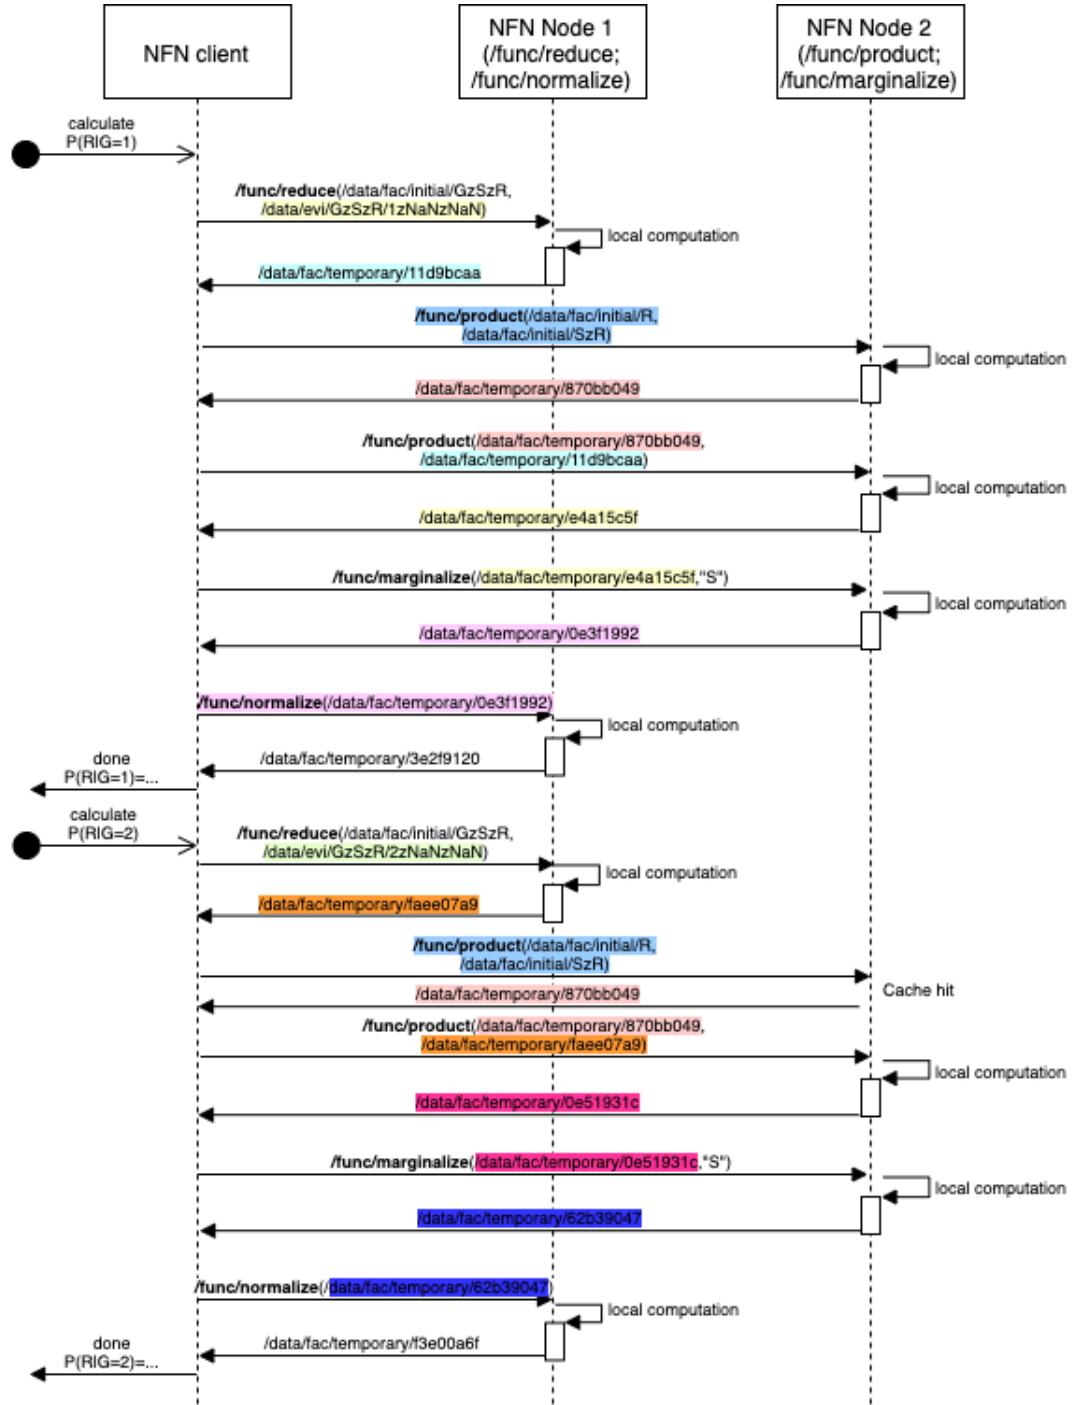 NFN client
NFN Node 1
(/func/reduce;
/func/normalize)
NFN Node 2
(/func/product;
/func/marginalize)
calculate
P(RIG=1)
/func/reduce(/data/fac/initial/GzSzR,
/data/evi/GzSzR/1zNaNzNaN)
local computation
/data/fac/temporary/11d9bcaa
/func/product(/data/fac/initial/R,
/data/fac/initial/SzR)
local computation
/data/fac/temporary/870bb049
/func/product(/data/fac/temporary/870bb049,
/data/fac/temporary/11d9bcaa)
local computation
/data/fac/temporary/e4a15c5f
/func/marginalize(/data/fac/temporary/e4a15c5f,"S")
local computation
/data/fac/temporary/0e3f1992
/func/normalize(/data/fac/temporary/0e3f1992)
local computation
/data/fac/temporary/3e2f9120
done
P(RIG=1)=...
calculate
P(RIG=2)
/func/reduce(/data/fac/initial/GzSzR,
/data/evi/GzSzR/2zNaNzNaN)
local computation
/data/fac/temporary/faee07a9
/func/product(/data/fac/initial/R,
/data/fac/initial/SzR)
Cache hit
/data/fac/temporary/870bb049
/func/product(/data/fac/temporary/870bb049,
/data/fac/temporary/faee07a9)
local computation
/data/fac/temporary/0e51931c
/func/marginalize(/data/fac/temporary/0e51931c,"S")
local computation
/data/fac/temporary/62b39047
/func/normalize(/data/fac/temporary/62b39047)
local computation
/data/fac/temporary/f3e00a6f
done
P(RIG=2)=...